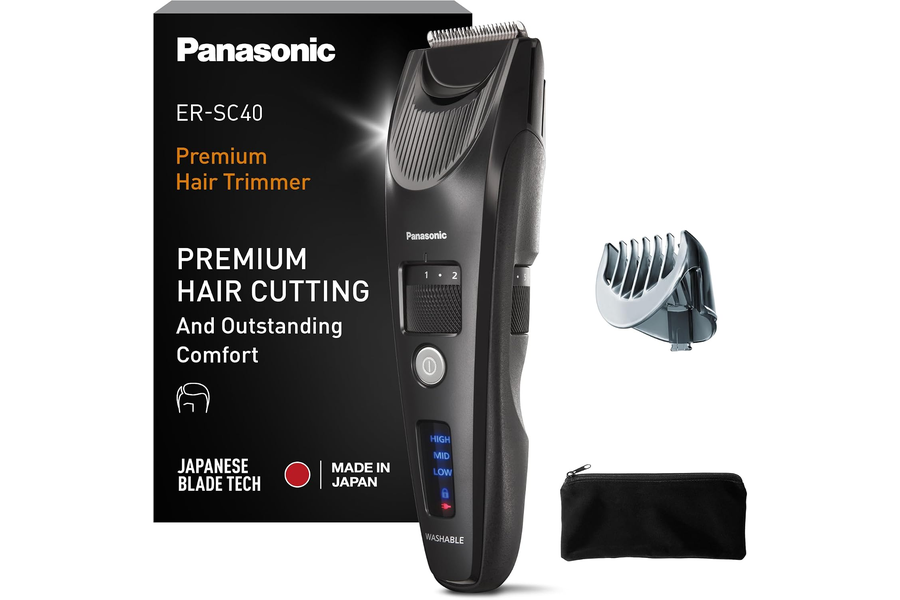 Panasonic
ER-SC40
Premium
Hair Trimmer
PREMIUM
HAIR CUTTING
And Outstanding
Comfort
JAPANESE
BLADE TECH
MADE IN
JAPAN
Panasonic
1 • 2
HIGH
MID
LOW
WASHABLE